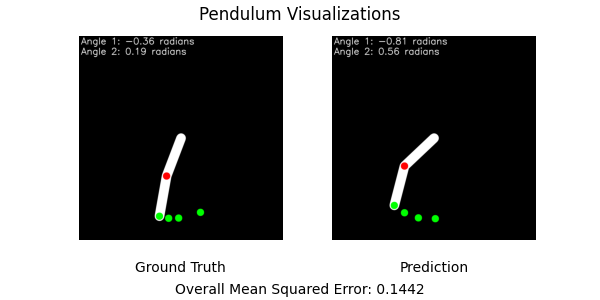 Pendulum Visualizations
Angle 1: -0.36 radians
Angle 2: 0.19 radians
Angle 1: -0.81 radians
Angle 2: 0.56 radians
Ground Truth
Prediction
Overall Mean Squared Error: 0.1442